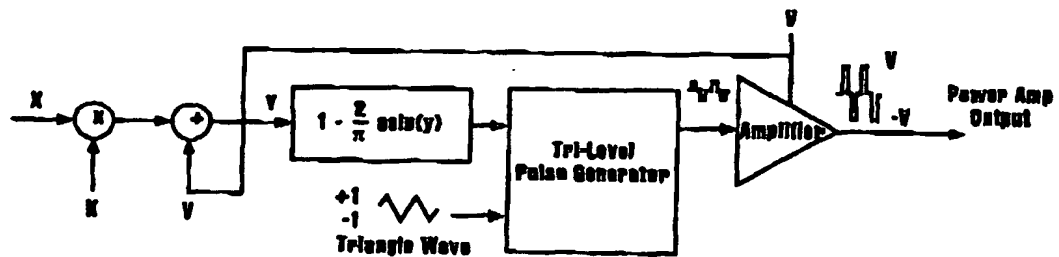 V
X
x
+
Y
1 - 2/π asin(y)
Tri-Level
Pulse Generator
Amplifier
V
-V
Power Amp
Output
K
V
+1
-1
Triangle Wave